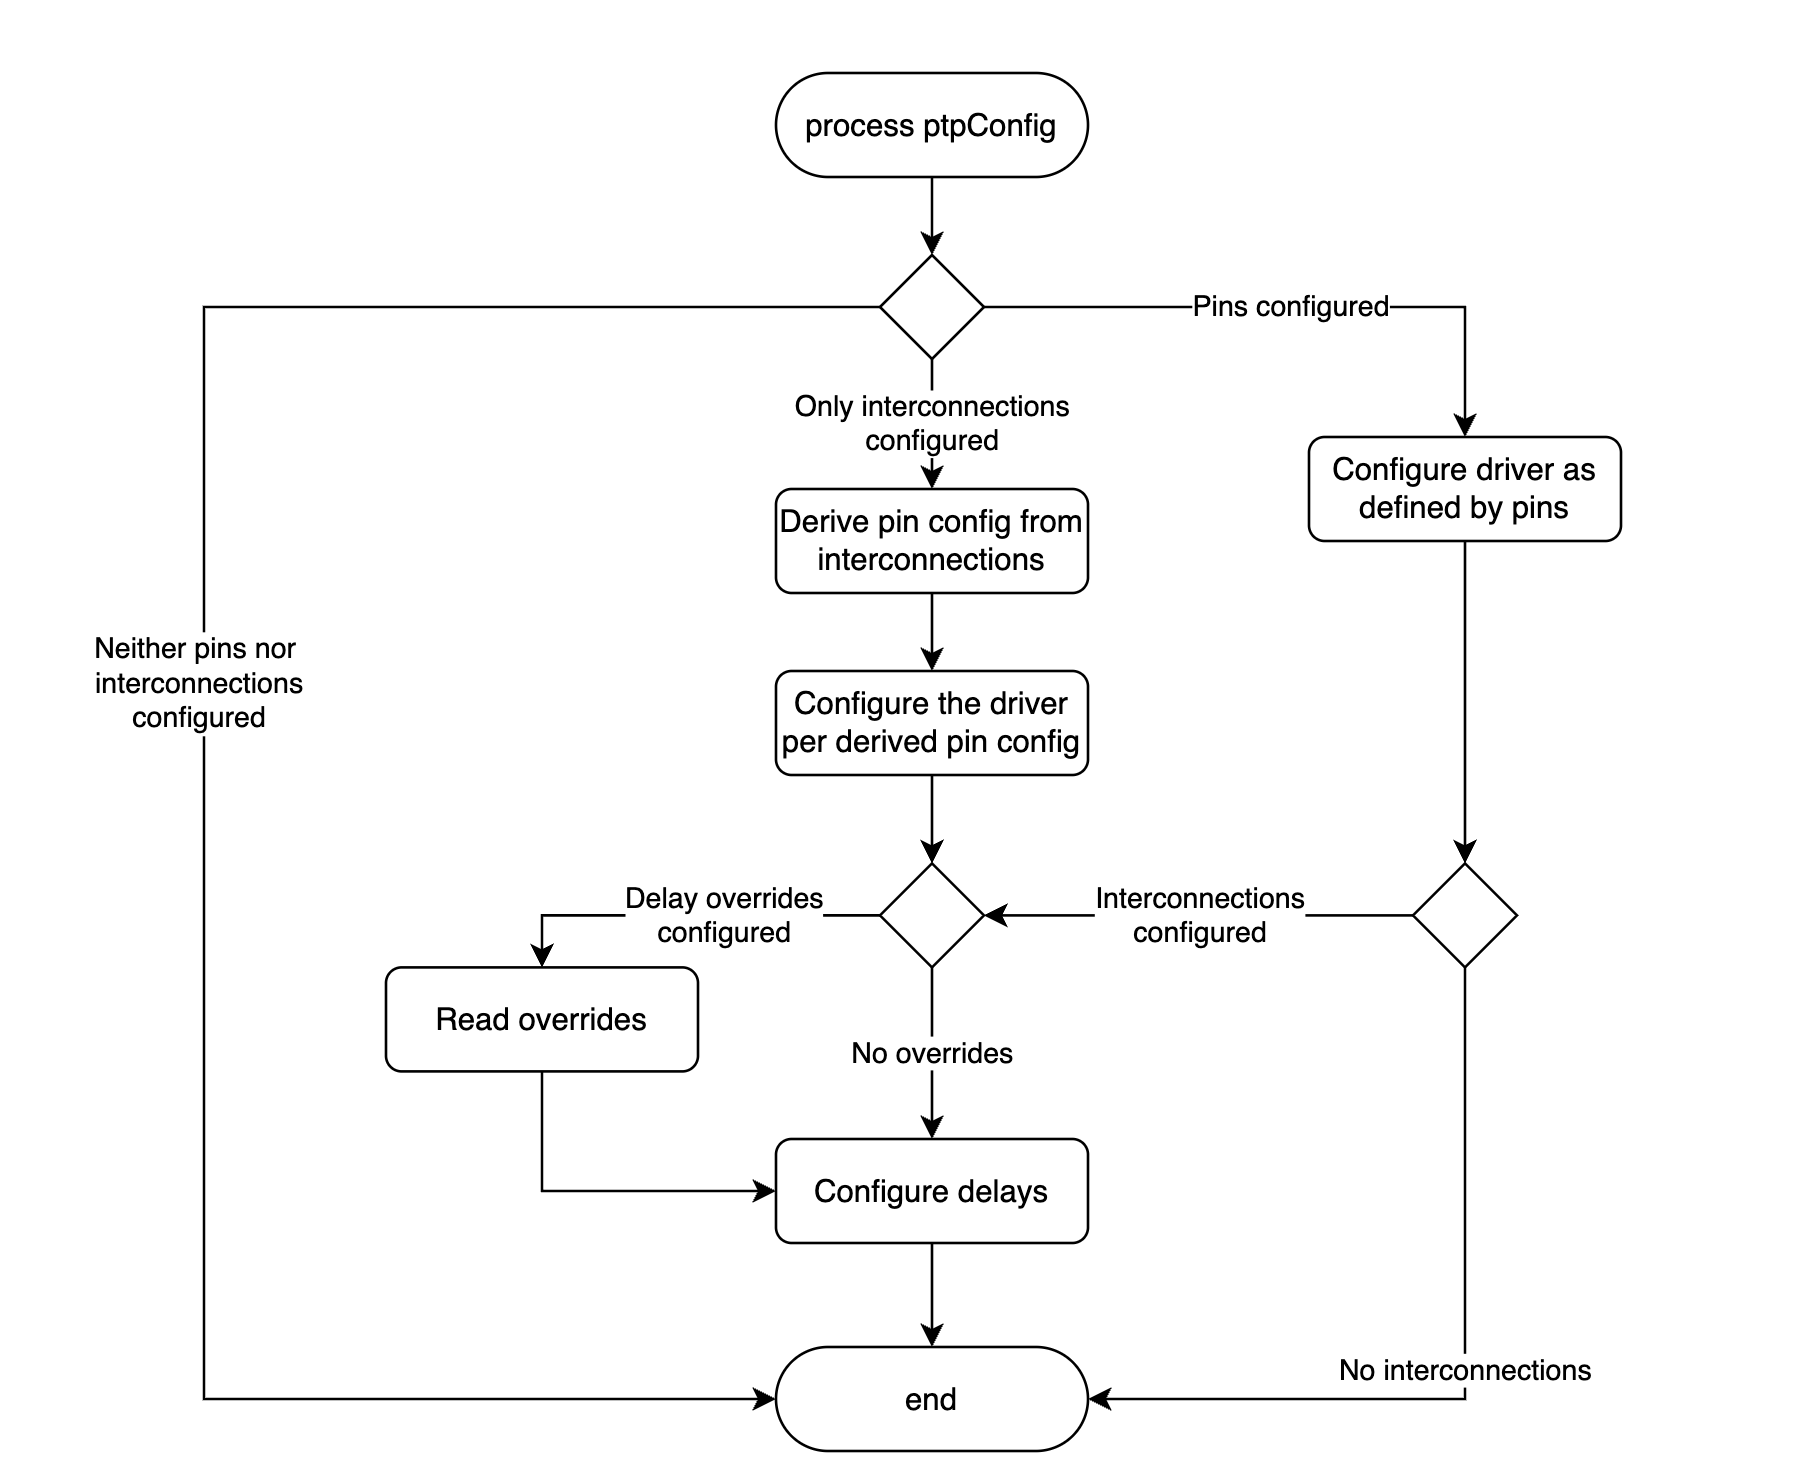 process ptpConfig
Pins configured
Only interconnections
configured
Configure driver as
defined by pins
Derive pin config from
interconnections
Neither pins nor
interconnections
configured
Configure the driver
per derived pin config
Delay overrides
configured
Interconnections
configured
Read overrides
No overrides
Configure delays
No interconnections
end